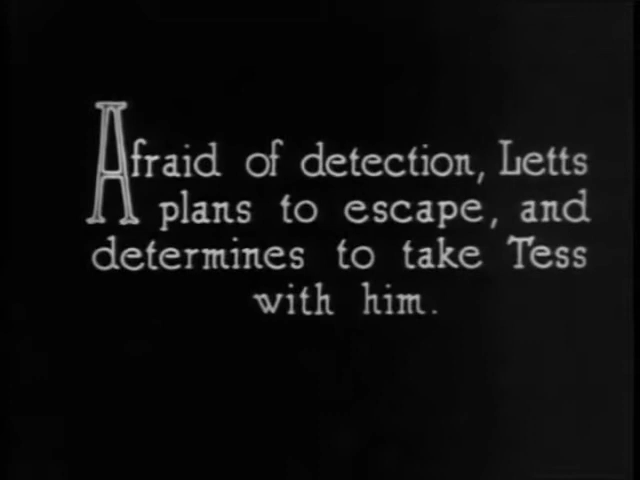 Afraid of detection, Letts
plans to escape, and
determines to take Tess
with him.